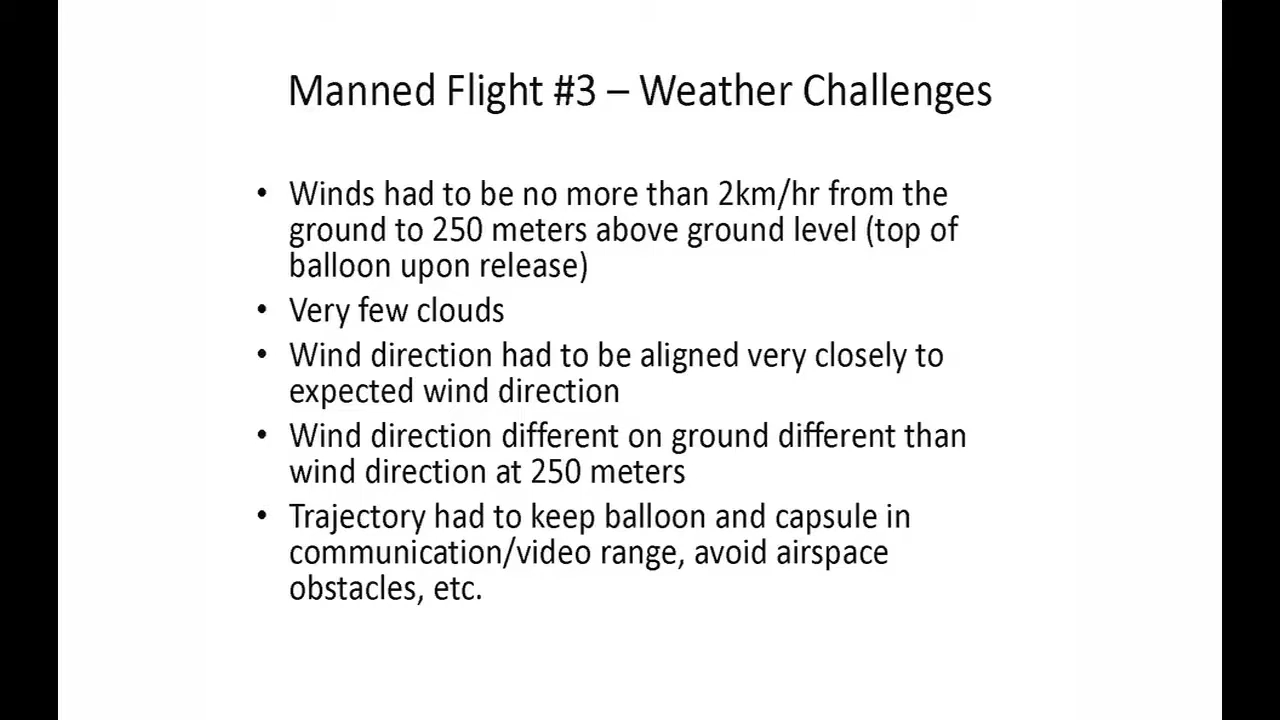 Manned Flight #3 – Weather Challenges
• Winds had to be no more than 2km/hr from the
ground to 250 meters above ground level (top of
balloon upon release)
• Very few clouds
• Wind direction had to be aligned very closely to
expected wind direction
• Wind direction different on ground different than
wind direction at 250 meters
• Trajectory had to keep balloon and capsule in
communication/video range, avoid airspace
obstacles, etc.